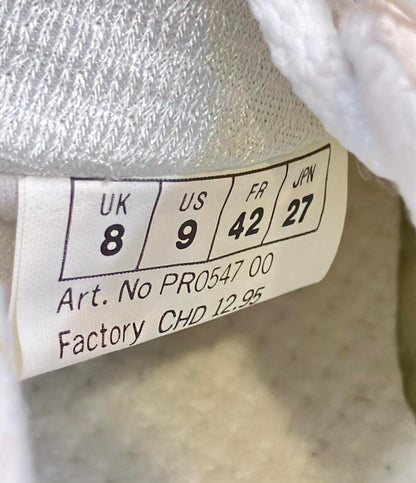 UK US FR JPN
8 9 42 27
Art. No PR0547 00
Factory CHD 12.95